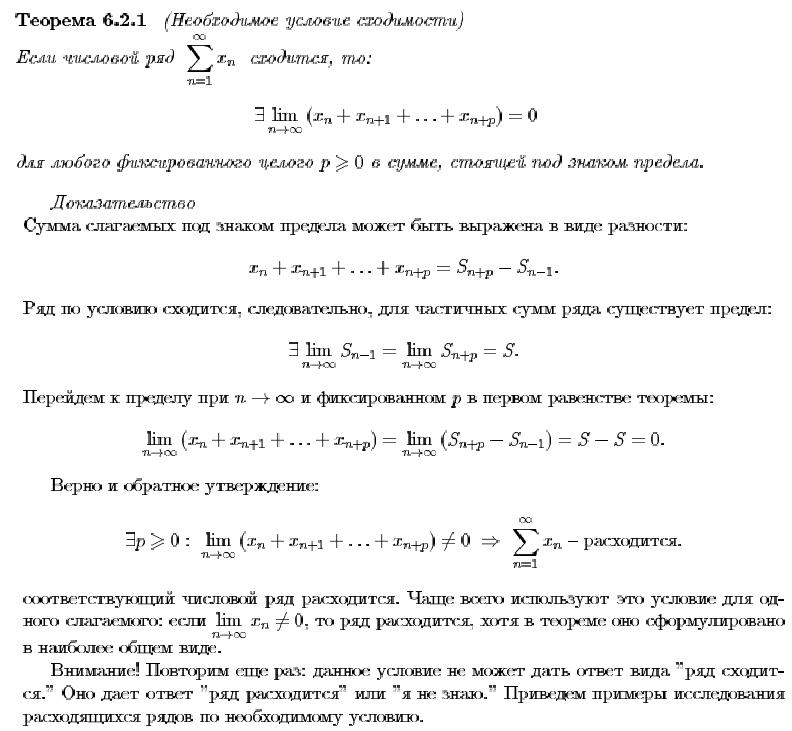 Теорема 6.2.1 (Необходимое условие сходимости)
Если числовой ряд $\sum_{n=1}^{\infty} x_n$ сходится, то:
$\exists \lim_{n\to\infty} (x_n + x_{n+1} + \ldots + x_{n+p}) = 0$
для любого фиксированного целого $p \geqslant 0$ в сумме, стоящей под знаком предела.
Доказательство
Сумма слагаемых под знаком предела может быть выражена в виде разности:
$x_n + x_{n+1} + \ldots + x_{n+p} = S_{n+p} - S_{n-1}.$
Ряд по условию сходится, следовательно, для частичных сумм ряда существует предел:
$\exists \lim_{n\to\infty} S_{n-1} = \lim_{n\to\infty} S_{n+p} = S.$
Перейдем к пределу при $n \to \infty$ и фиксированном $p$ в первом равенстве теоремы:
$\lim_{n\to\infty} (x_n + x_{n+1} + \ldots + x_{n+p}) = \lim_{n\to\infty} (S_{n+p} - S_{n-1}) = S - S = 0.$
Верно и обратное утверждение:
$\exists p \geqslant 0 : \lim_{n\to\infty} (x_n + x_{n+1} + \ldots + x_{n+p}) \neq 0 \Rightarrow \sum_{n=1}^{\infty} x_n$ – расходится.
соответствующий числовой ряд расходится. Чаще всего используют это условие для од-
ного слагаемого: если $\lim_{n\to\infty} x_n \neq 0$, то ряд расходится, хотя в теореме оно сформулировано
в наиболее общем виде.
Внимание! Повторим еще раз: данное условие не может дать ответ вида ”ряд сходит-
ся.” Оно дает ответ ”ряд расходится” или ”я не знаю.” Приведем примеры исследования
расходящихся рядов по необходимому условию.